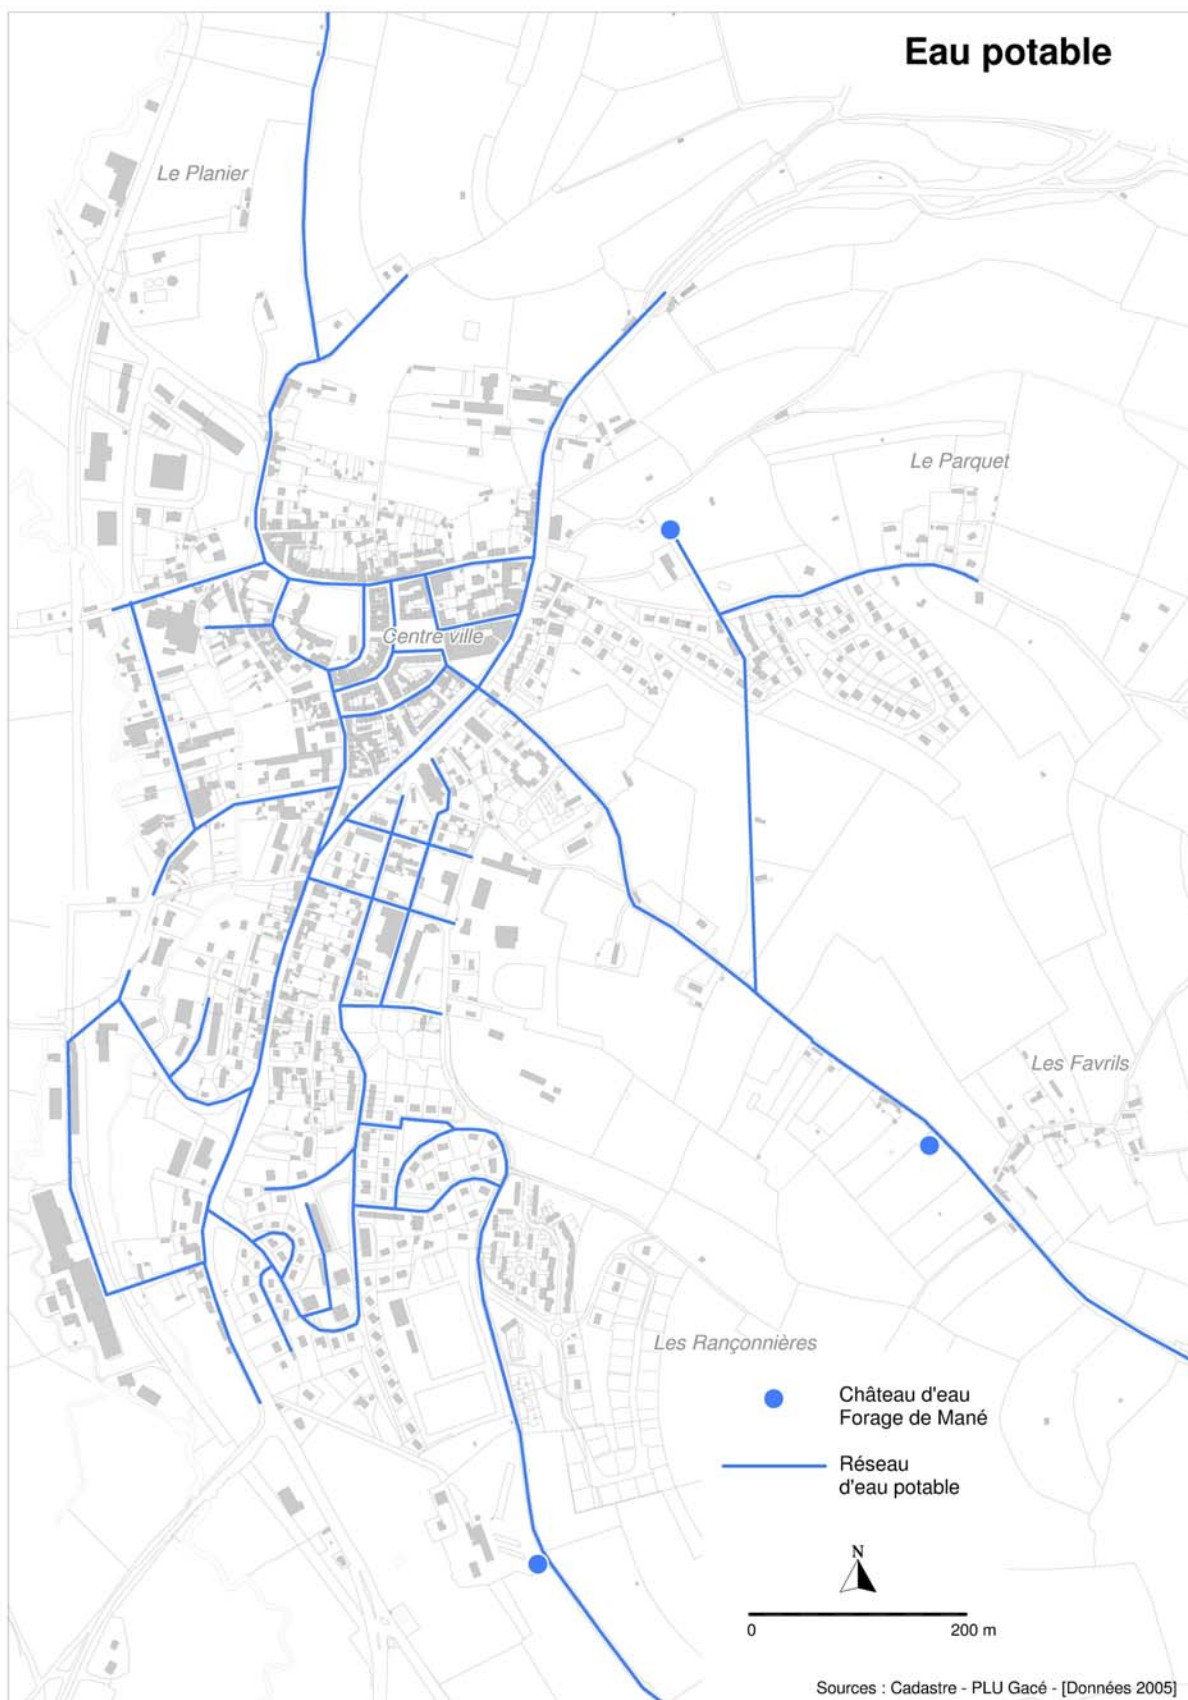 Eau potable
Le Planier
Le Parquet
Centre ville
Les Favrils
Les Rançonnières
Château d'eau
Forage de Mané
Réseau
d'eau potable
N
0 200 m
Sources : Cadastre - PLU Gacé - [Données 2005]